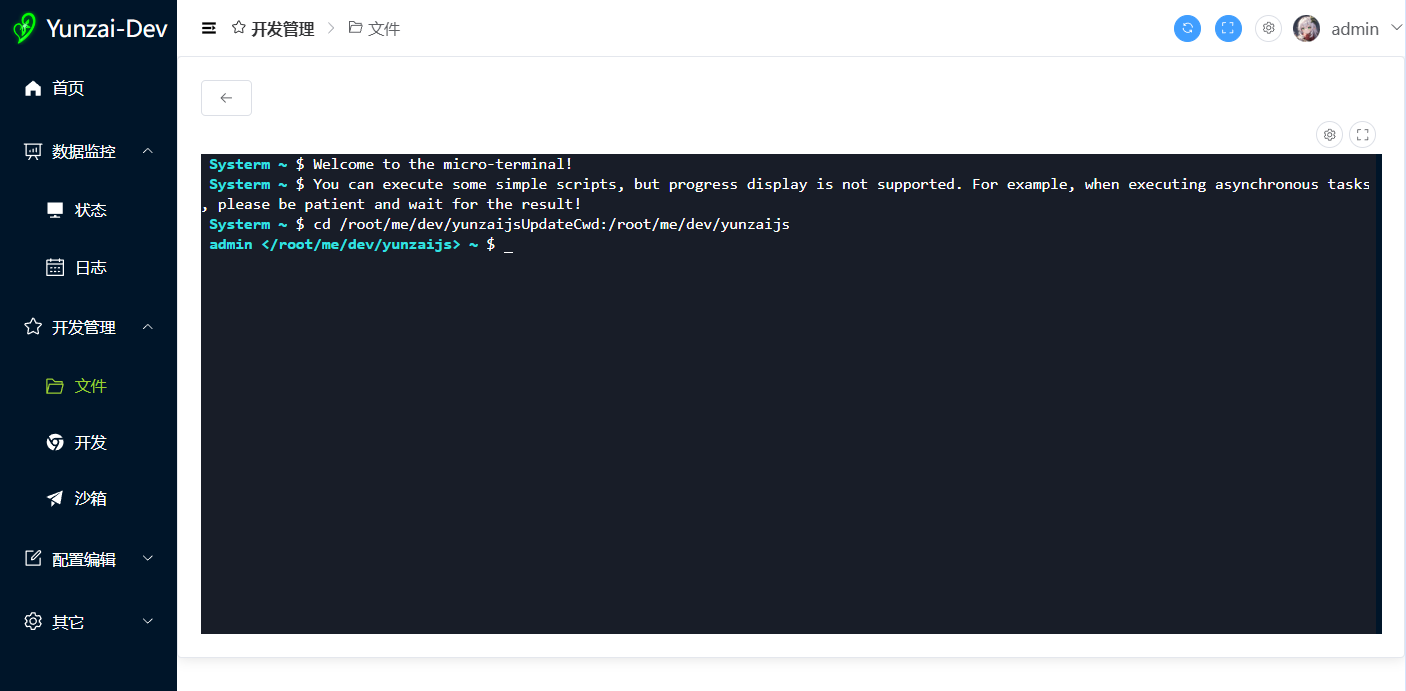 Yunzai-Dev
首页
数据监控
状态
日志
开发管理
文件
开发
沙箱
配置编辑
其它
开发管理 文件
admin
Systerm ~ $ Welcome to the micro-terminal!
Systerm ~ $ You can execute some simple scripts, but progress display is not supported. For example, when executing asynchronous tasks
, please be patient and wait for the result!
Systerm ~ $ cd /root/me/dev/yunzaijsUpdateCwd:/root/me/dev/yunzaijs
admin </root/me/dev/yunzaijs> ~ $ _